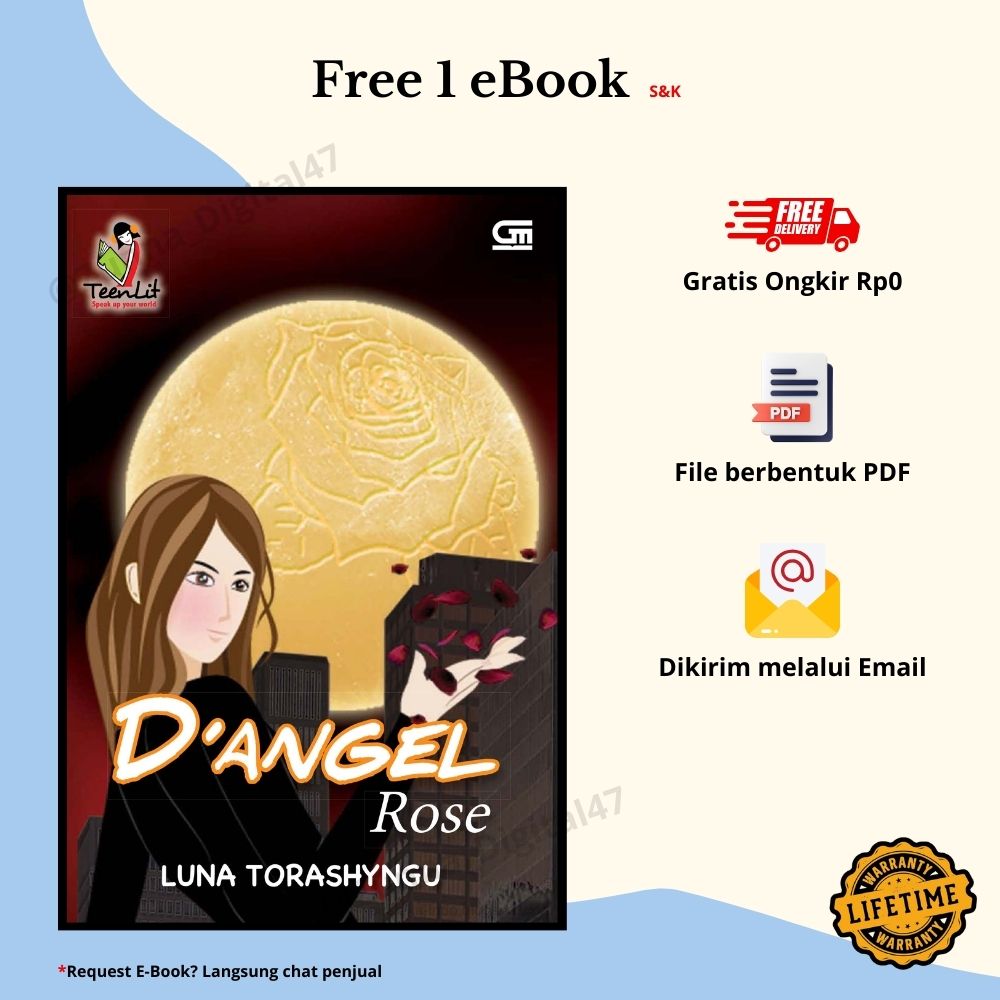 Free 1 eBook S&K
TeenLit
Speak up your world
GM
D'ANGEL
Rose
LUNA TORASHYNGU
FREE
DELIVERY
Gratis Ongkir Rp0
PDF
File berbentuk PDF
@
Dikirim melalui Email
WARRANTY
LIFETIME
WARRANTY
*Request E-Book? Langsung chat penjual